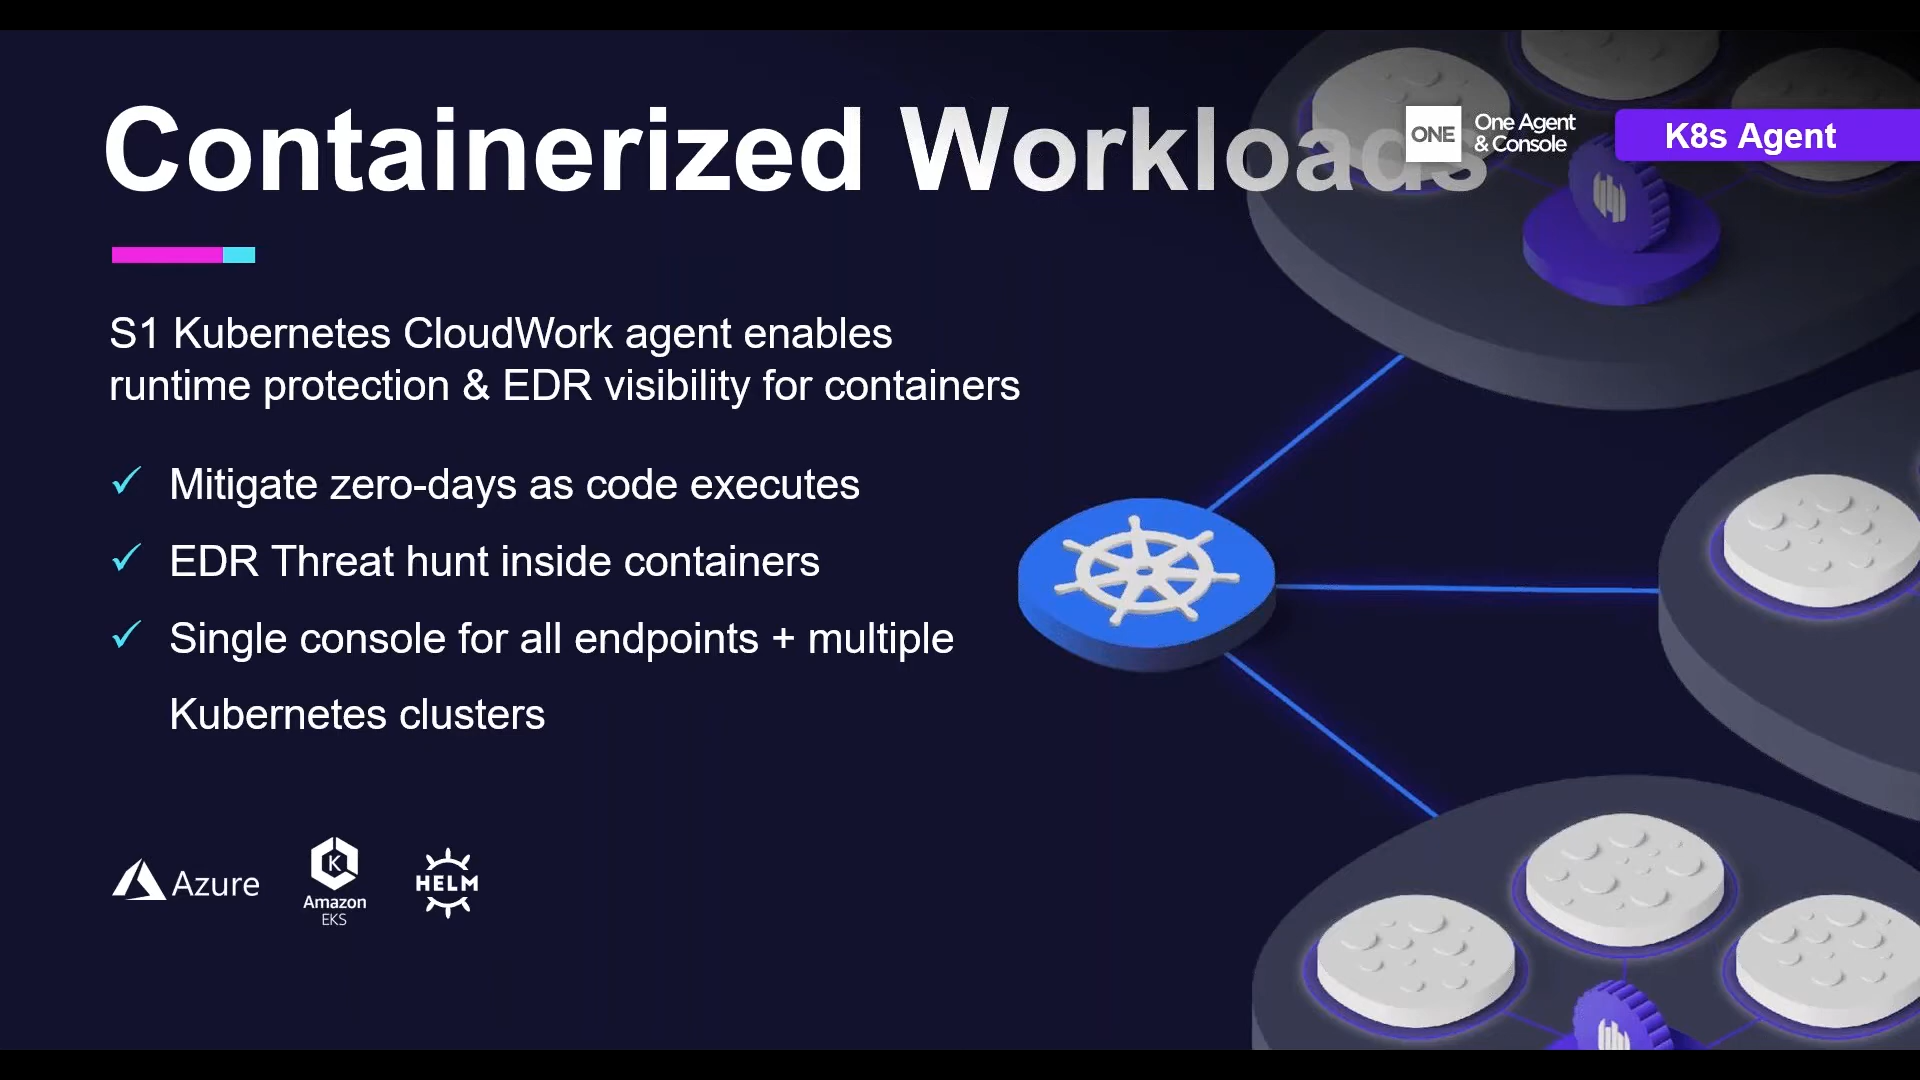 Containerized Workloads
ONE
One Agent
& Console
K8s Agent
S1 Kubernetes CloudWork agent enables
runtime protection & EDR visibility for containers
✓ Mitigate zero-days as code executes
✓ EDR Threat hunt inside containers
✓ Single console for all endpoints + multiple
Kubernetes clusters
Azure
K
Amazon
EKS
HELM